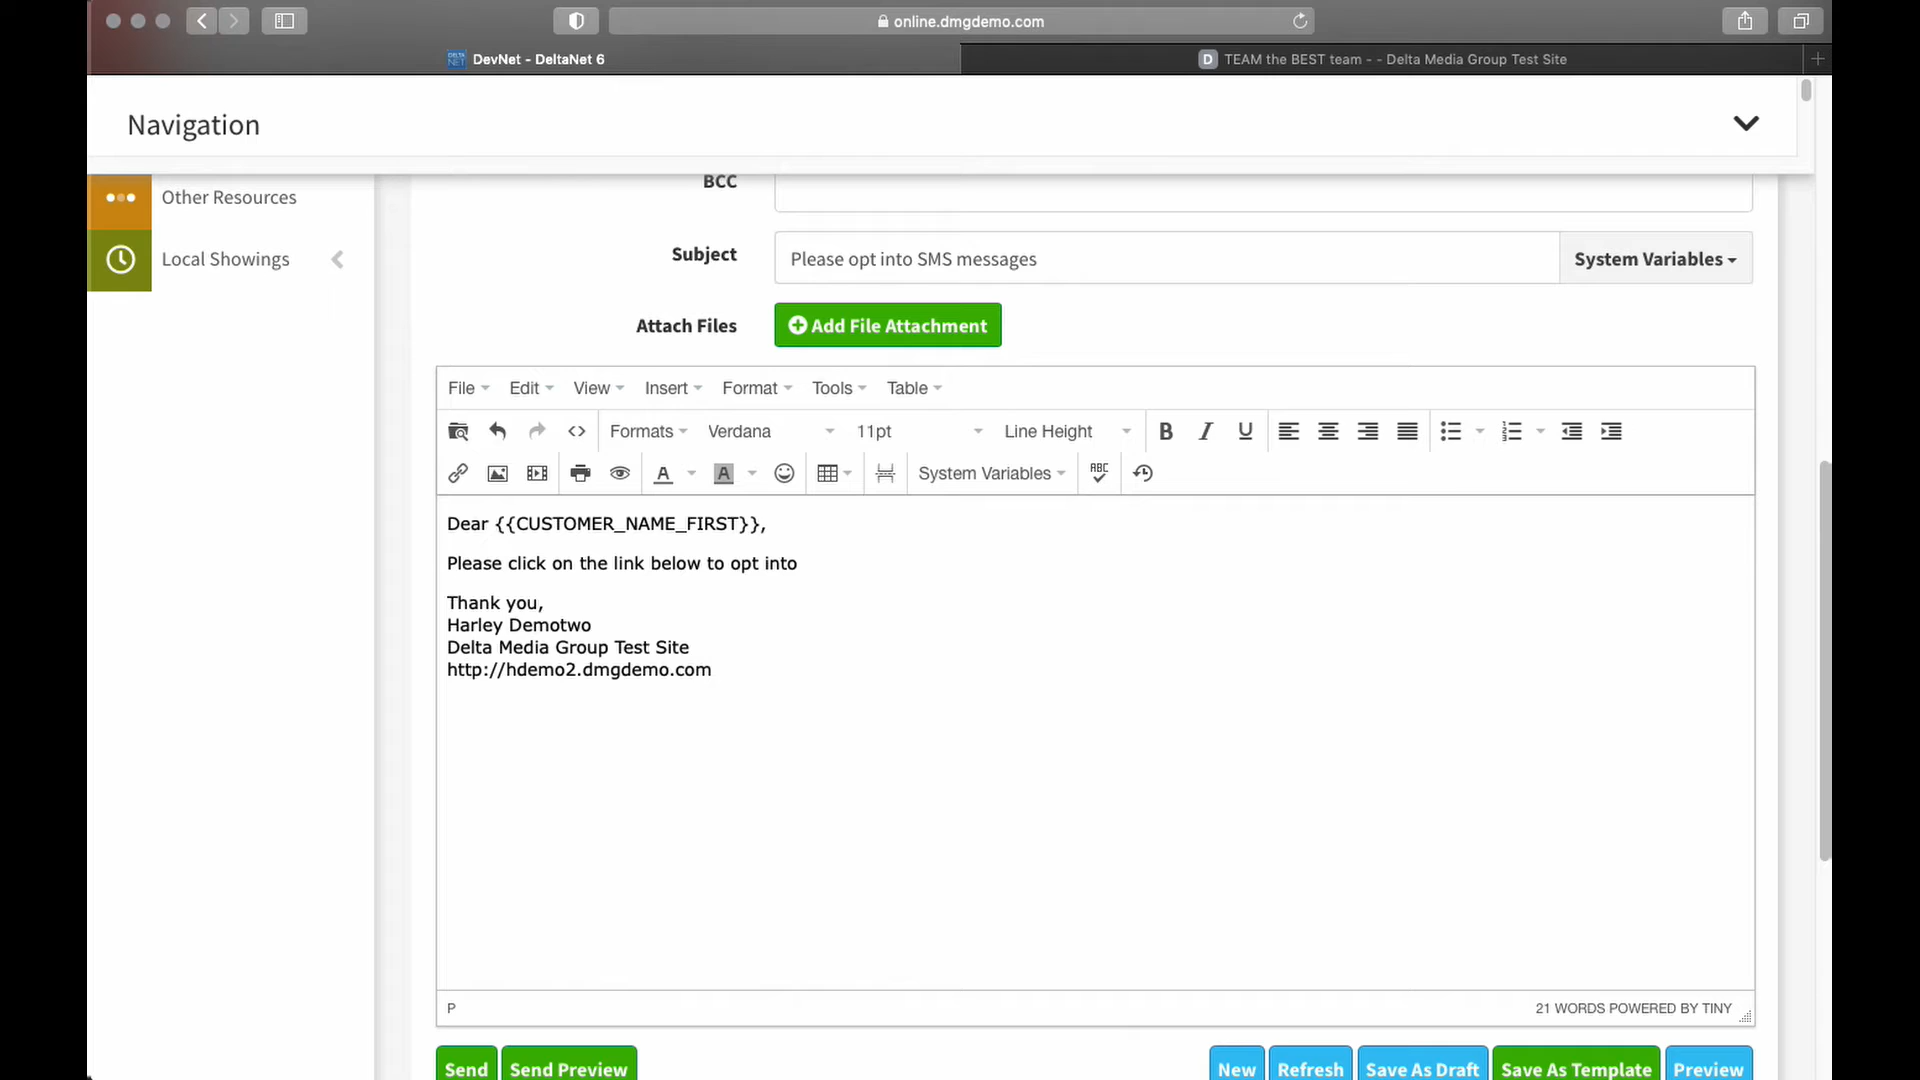 online.dmgdemo.com
DELTA NET DevNet - DeltaNet 6
D TEAM the BEST team - - Delta Media Group Test Site
Navigation
Other Resources
Local Showings
BCC
Subject Please opt into SMS messages System Variables
Attach Files Add File Attachment
File Edit View Insert Format Tools Table
Formats Verdana 11pt Line Height B I U
A A System Variables ABC
Dear {{CUSTOMER_NAME_FIRST}},
Please click on the link below to opt into
Thank you,
Harley Demotwo
Delta Media Group Test Site
http://hdemo2.dmgdemo.com
P 21 WORDS POWERED BY TINY
Send Send Preview New Refresh Save As Draft Save As Template Preview